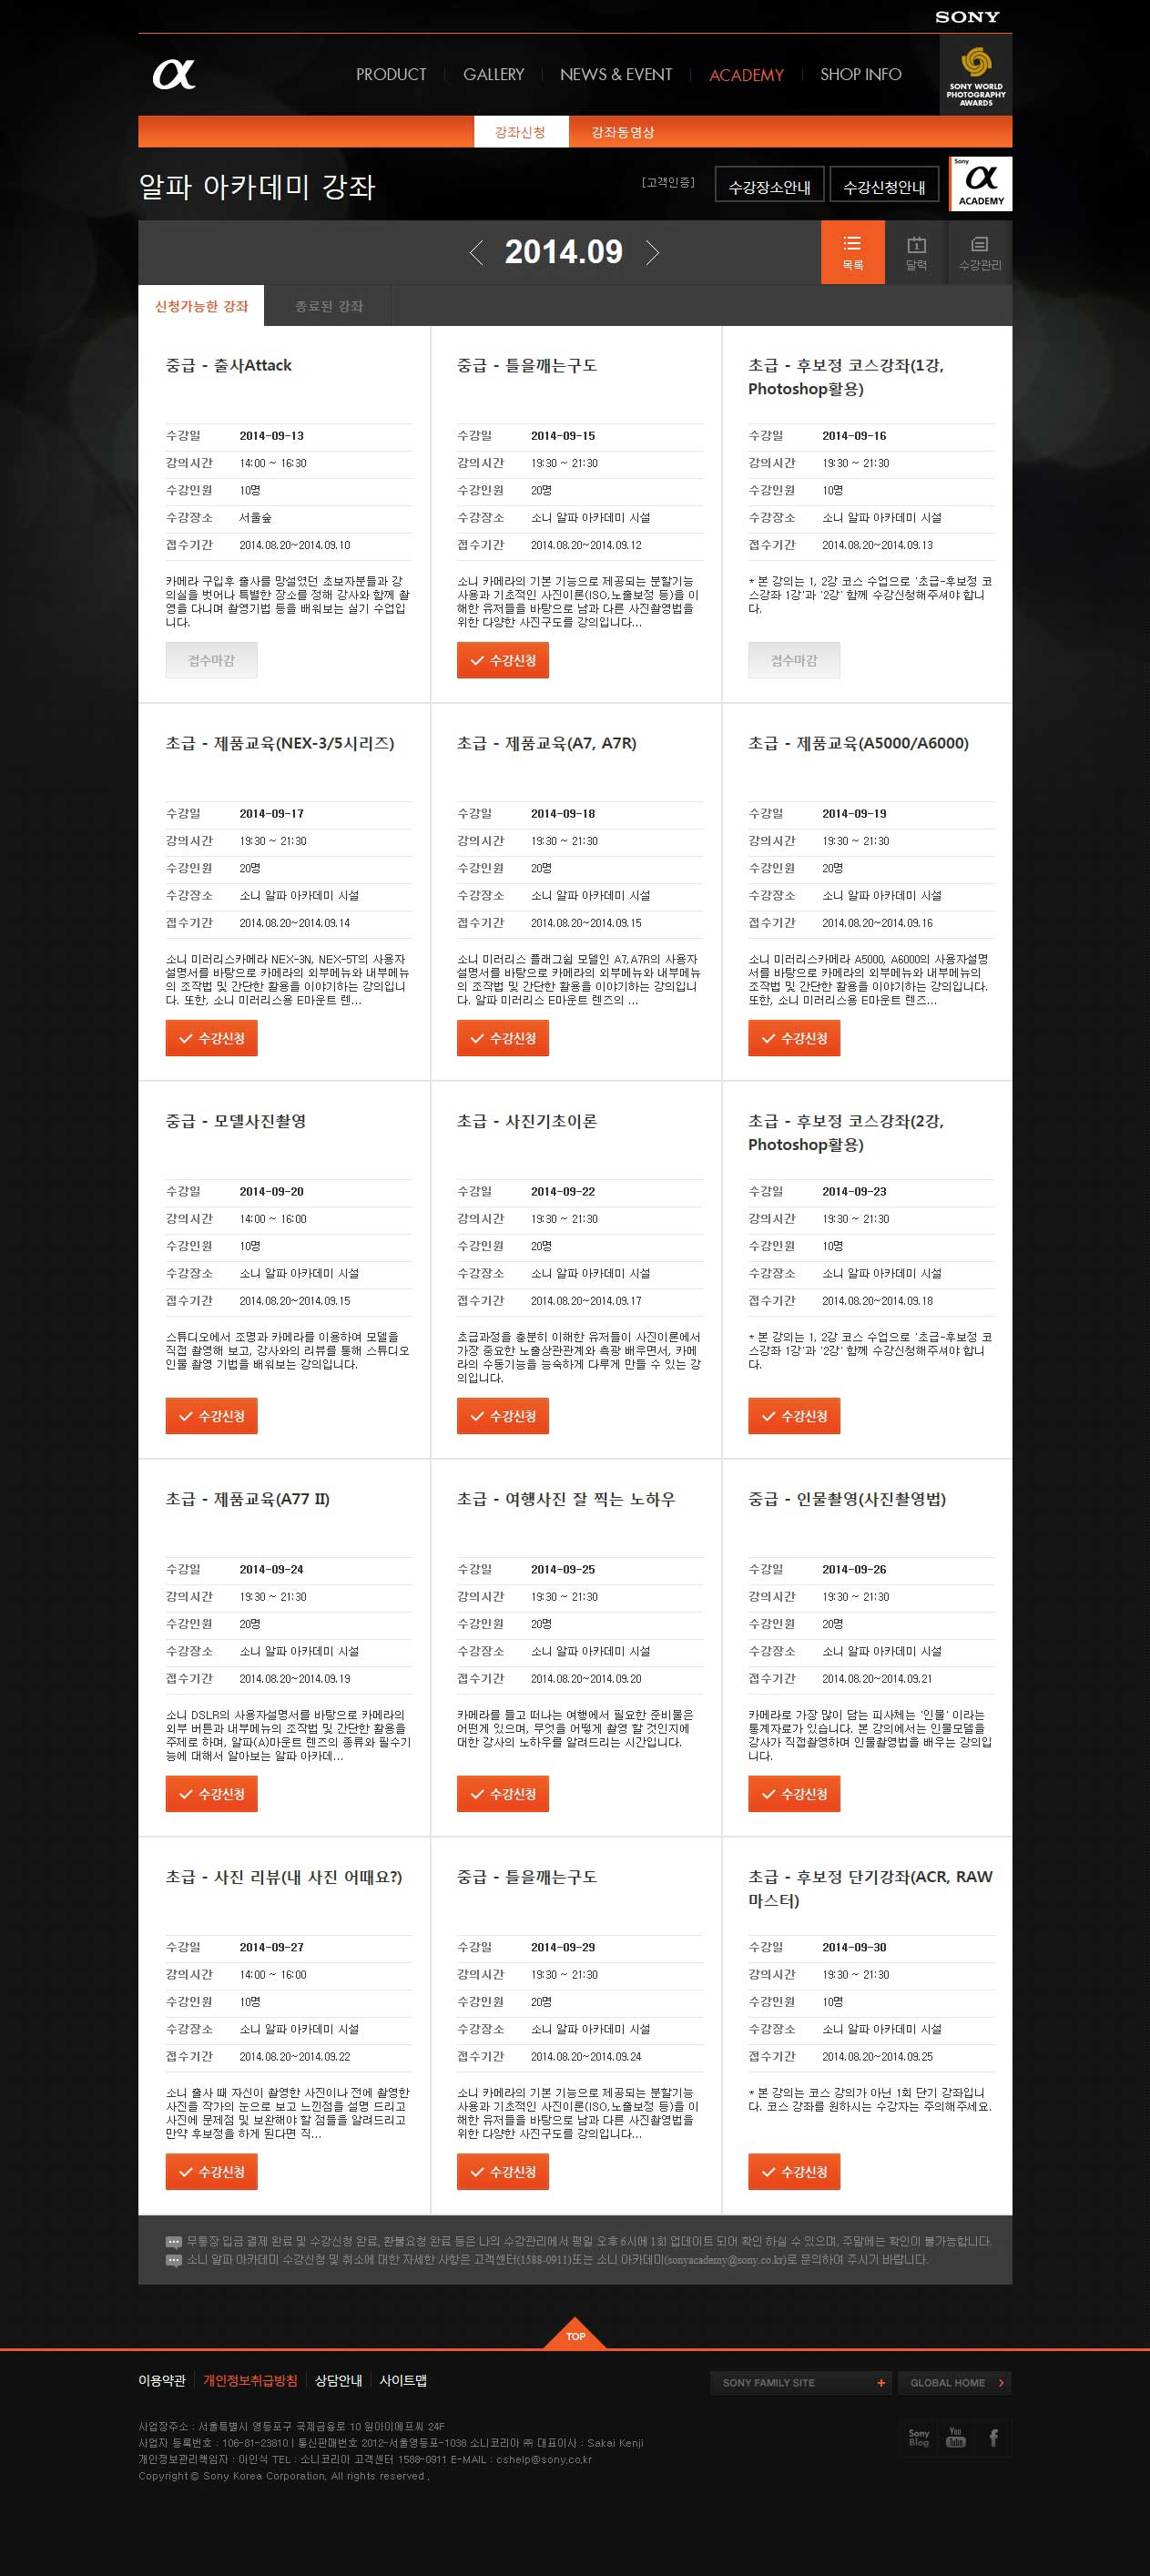 SONY
α
PRODUCT
GALLERY
NEWS & EVENT
ACADEMY
SHOP INFO
SONY WORLD
PHOTOGRAPHY
AWARDS
강좌신청
강좌동영상
알파 아카데미 강좌
[고객인증]
수강장소안내
수강신청안내
Sony
α
ACADEMY
2014.09
목록
1
달력
수강관리
신청가능한 강좌
종료된 강좌
중급 - 출사Attack
수강일 2014-09-13
강의시간 14:00 ~ 16:30
수강인원 10명
수강장소 서울숲
접수기간 2014.08.20~2014.09.10
카메라 구입후 출사를 망설였던 초보자분들과 강
의실을 벗어나 특별한 장소를 정해 강사와 함께 촬
영을 다니며 촬영기법 등을 배워보는 실기 수업입
니다.
접수마감
중급 - 틀을깨는구도
수강일 2014-09-15
강의시간 19:30 ~ 21:30
수강인원 20명
수강장소 소니 알파 아카데미 시설
접수기간 2014.08.20~2014.09.12
소니 카메라의 기본 기능으로 제공되는 분할기능
사용과 기초적인 사진이론(ISO,노출보정 등)을 이
해한 유저들을 바탕으로 남과 다른 사진촬영법을
위한 다양한 사진구도를 강의입니다...
수강신청
초급 - 후보정 코스강좌(1강,
Photoshop활용)
수강일 2014-09-16
강의시간 19:30 ~ 21:30
수강인원 10명
수강장소 소니 알파 아카데미 시설
접수기간 2014.08.20~2014.09.13
* 본 강의는 1, 2강 코스 수업으로 '초급-후보정 코
스강좌 1강'과 '2강' 함께 수강신청해주셔야 합니
다.
접수마감
초급 - 제품교육(NEX-3/5시리즈)
수강일 2014-09-17
강의시간 19:30 ~ 21:30
수강인원 20명
수강장소 소니 알파 아카데미 시설
접수기간 2014.08.20~2014.09.14
소니 미러리스카메라 NEX-3N, NEX-5T의 사용자
설명서를 바탕으로 카메라의 외부메뉴와 내부메뉴
의 조작법 및 간단한 활용을 이야기하는 강의입니
다. 또한, 소니 미러리스용 E마운트 렌...
수강신청
초급 - 제품교육(A7, A7R)
수강일 2014-09-18
강의시간 19:30 ~ 21:30
수강인원 20명
수강장소 소니 알파 아카데미 시설
접수기간 2014.08.20~2014.09.15
소니 미러리스 플래그쉽 모델인 A7,A7R의 사용자
설명서를 바탕으로 카메라의 외부메뉴와 내부메뉴
의 조작법 및 간단한 활용을 이야기하는 강의입니
다. 알파 미러리스 E마운트 렌즈의 ...
수강신청
초급 - 제품교육(A5000/A6000)
수강일 2014-09-19
강의시간 19:30 ~ 21:30
수강인원 20명
수강장소 소니 알파 아카데미 시설
접수기간 2014.08.20~2014.09.16
소니 미러리스카메라 A5000, A6000의 사용자설명
서를 바탕으로 카메라의 외부메뉴와 내부메뉴의
조작법 및 간단한 활용을 이야기하는 강의입니다.
또한, 소니 미러리스용 E마운트 렌즈...
수강신청
중급 - 모델사진촬영
수강일 2014-09-20
강의시간 14:00 ~ 16:00
수강인원 10명
수강장소 소니 알파 아카데미 시설
접수기간 2014.08.20~2014.09.15
스튜디오에서 조명과 카메라를 이용하여 모델을
직접 촬영해 보고, 강사와의 리뷰를 통해 스튜디오
인물 촬영 기법을 배워보는 강의입니다.
수강신청
초급 - 사진기초이론
수강일 2014-09-22
강의시간 19:30 ~ 21:30
수강인원 20명
수강장소 소니 알파 아카데미 시설
접수기간 2014.08.20~2014.09.17
초급과정을 충분히 이해한 유저들이 사진이론에서
가장 중요한 노출상관관계와 측광 배우면서, 카메
라의 수동기능을 능숙하게 다루게 만들 수 있는 강
의입니다.
수강신청
초급 - 후보정 코스강좌(2강,
Photoshop활용)
수강일 2014-09-23
강의시간 19:30 ~ 21:30
수강인원 10명
수강장소 소니 알파 아카데미 시설
접수기간 2014.08.20~2014.09.18
* 본 강의는 1, 2강 코스 수업으로 '초급-후보정 코
스강좌 1강'과 '2강' 함께 수강신청해주셔야 합니
다.
수강신청
초급 - 제품교육(A77 II)
수강일 2014-09-24
강의시간 19:30 ~ 21:30
수강인원 20명
수강장소 소니 알파 아카데미 시설
접수기간 2014.08.20~2014.09.19
소니 DSLR의 사용자설명서를 바탕으로 카메라의
외부 버튼과 내부메뉴의 조작법 및 간단한 활용을
주제로 하며, 알파(A)마운트 렌즈의 종류와 필수기
능에 대해서 알아보는 알파 아카데...
수강신청
초급 - 여행사진 잘 찍는 노하우
수강일 2014-09-25
강의시간 19:30 ~ 21:30
수강인원 20명
수강장소 소니 알파 아카데미 시설
접수기간 2014.08.20~2014.09.20
카메라를 들고 떠나는 여행에서 필요한 준비물은
어떤게 있으며, 무엇을 어떻게 촬영 할 것인지에
대한 강사의 노하우를 알려드리는 시간입니다.
수강신청
중급 - 인물촬영(사진촬영법)
수강일 2014-09-26
강의시간 19:30 ~ 21:30
수강인원 20명
수강장소 소니 알파 아카데미 시설
접수기간 2014.08.20~2014.09.21
카메라로 가장 많이 담는 피사체는 '인물' 이라는
통계자료가 있습니다. 본 강의에서는 인물모델을
강사가 직접촬영하며 인물촬영법을 배우는 강의입
니다.
수강신청
초급 - 사진 리뷰(내 사진 어때요?)
수강일 2014-09-27
강의시간 14:00 ~ 16:00
수강인원 10명
수강장소 소니 알파 아카데미 시설
접수기간 2014.08.20~2014.09.22
소니 출사 때 자신이 촬영한 사진이나 전에 촬영한
사진을 작가의 눈으로 보고 느낀점을 설명 드리고
사진에 문제점 및 보완해야 할 점들을 알려드리고
만약 후보정을 하게 된다면 직...
수강신청
중급 - 틀을깨는구도
수강일 2014-09-29
강의시간 19:30 ~ 21:30
수강인원 20명
수강장소 소니 알파 아카데미 시설
접수기간 2014.08.20~2014.09.24
소니 카메라의 기본 기능으로 제공되는 분할기능
사용과 기초적인 사진이론(ISO,노출보정 등)을 이
해한 유저들을 바탕으로 남과 다른 사진촬영법을
위한 다양한 사진구도를 강의입니다...
수강신청
초급 - 후보정 단기강좌(ACR, RAW
마스터)
수강일 2014-09-30
강의시간 19:30 ~ 21:30
수강인원 10명
수강장소 소니 알파 아카데미 시설
접수기간 2014.08.20~2014.09.25
* 본 강의는 코스 강의가 아닌 1회 단기 강좌입니
다. 코스 강좌를 원하시는 수강자는 주의해주세요.
수강신청
무통장 입금 결제 완료 및 수강신청 완료, 환불요청 완료 등은 나의 수강관리에서 평일 오후 6시에 1회 업데이트 되며 확인 하실 수 있으며, 주말에는 확인이 불가능합니다.
소니 알파 아카데미 수강신청 및 취소에 대한 자세한 사항은 고객센터(1588-0911)또는 소니 아카데미(sonyacademy@sony.co.kr)로 문의하여 주시기 바랍니다.
TOP
이용약관
개인정보취급방침
상담안내
사이트맵
SONY FAMILY SITE +
GLOBAL HOME >
사업장주소 : 서울특별시 영등포구 국제금융로 10 원아이에프씨 24F
사업자 등록번호 : 106-81-23810 | 통신판매번호 2012-서울영등포-1038 소니코리아 ㈜ 대표이사 : Sakai Kenji
개인정보관리책임자 : 이인식 TEL : 소니코리아 고객센터 1588-0911 E-MAIL : cshelp@sony.co.kr
Copyright © Sony Korea Corporation. All rights reserved .
Sony
Blog
You
Tube
f